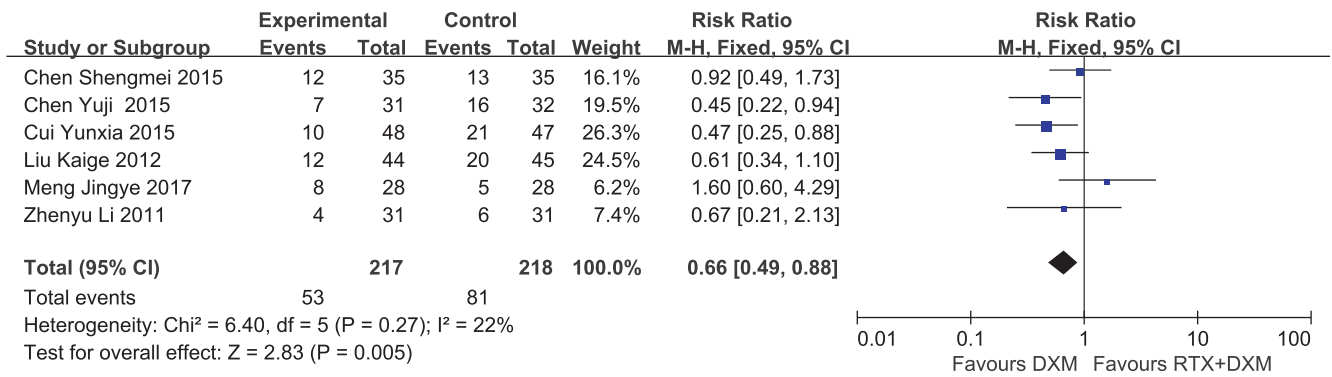 Experimental Control Risk Ratio Risk Ratio
Study or Subgroup Events Total Events Total Weight M-H, Fixed, 95% CI M-H, Fixed, 95% CI
Chen Shengmei 2015 12 35 13 35 16.1% 0.92 [0.49, 1.73]
Chen Yuji 2015 7 31 16 32 19.5% 0.45 [0.22, 0.94]
Cui Yunxia 2015 10 48 21 47 26.3% 0.47 [0.25, 0.88]
Liu Kaige 2012 12 44 20 45 24.5% 0.61 [0.34, 1.10]
Meng Jingye 2017 8 28 5 28 6.2% 1.60 [0.60, 4.29]
Zhenyu Li 2011 4 31 6 31 7.4% 0.67 [0.21, 2.13]
Total (95% CI) 217 218 100.0% 0.66 [0.49, 0.88]
Total events 53 81
Heterogeneity: Chi² = 6.40, df = 5 (P = 0.27); I² = 22%
Test for overall effect: Z = 2.83 (P = 0.005)
0.01 0.1 1 10 100
Favours DXM Favours RTX+DXM